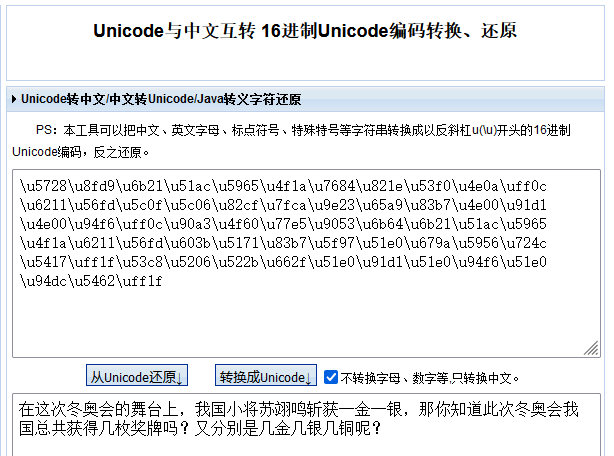 Unicode与中文互转 16进制Unicode编码转换、还原
Unicode转中文/中文转Unicode/Java转义字符还原
PS：本工具可以把中文、英文字母、标点符号、特殊特号等字符串转换成以反斜杠u(\u)开头的16进制
Unicode编码，反之还原。
\u5728\u8fd9\u6b21\u51ac\u5965\u4f1a\u7684\u821e\u53f0\u4e0a\uff0c
\u6211\u56fd\u5c0f\u5c06\u82cf\u7fca\u9e23\u65a9\u83b7\u4e00\u91d1
\u4e00\u94f6\uff0c\u90a3\u4f60\u77e5\u9053\u6b64\u6b21\u51ac\u5965
\u4f1a\u6211\u56fd\u603b\u5171\u83b7\u5f97\u51e0\u679a\u5956\u724c
\u5417\uff1f\u53c8\u5206\u522b\u662f\u51e0\u91d1\u51e0\u94f6\u51e0
\u94dc\u5462\uff1f
从Unicode还原↓ 转换成Unicode↓ 不转换字母、数字等,只转换中文。
在这次冬奥会的舞台上，我国小将苏翊鸣斩获一金一银，那你知道此次冬奥会我
国总共获得几枚奖牌吗？又分别是几金几银几铜呢？